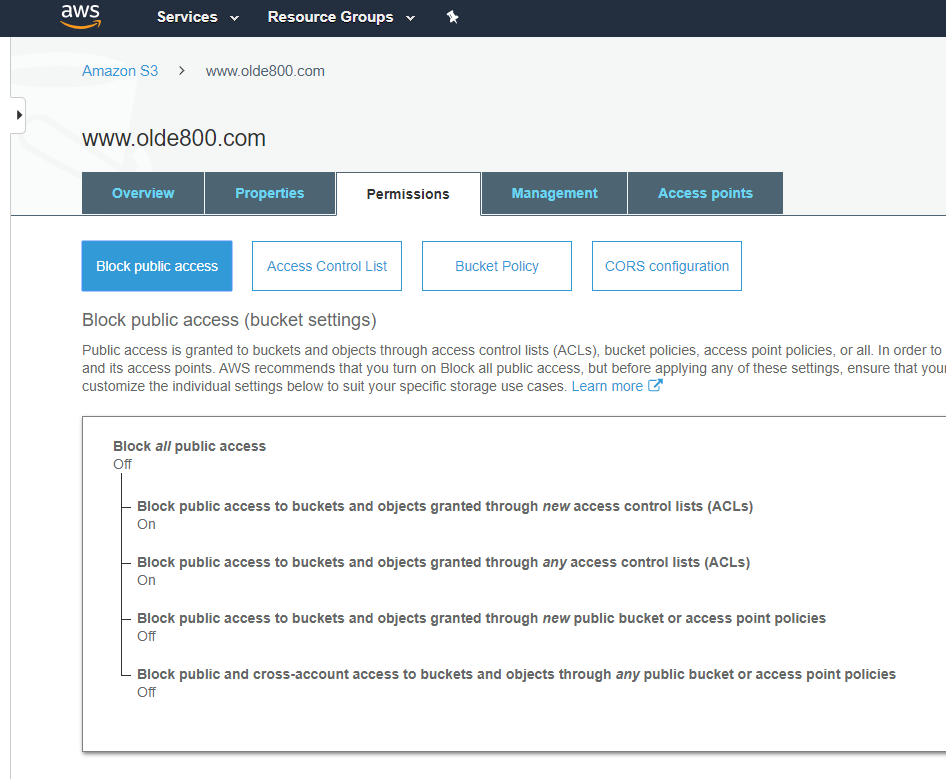 aws Services Resource Groups
Amazon S3 > www.olde800.com
www.olde800.com
Overview Properties Permissions Management Access points
Block public access Access Control List Bucket Policy CORS configuration
Block public access (bucket settings)
Public access is granted to buckets and objects through access control lists (ACLs), bucket policies, access point policies, or all. In order to
and its access points. AWS recommends that you turn on Block all public access, but before applying any of these settings, ensure that your
customize the individual settings below to suit your specific storage use cases. Learn more
Block all public access
Off
Block public access to buckets and objects granted through new access control lists (ACLs)
On
Block public access to buckets and objects granted through any access control lists (ACLs)
On
Block public access to buckets and objects granted through new public bucket or access point policies
Off
Block public and cross-account access to buckets and objects through any public bucket or access point policies
Off